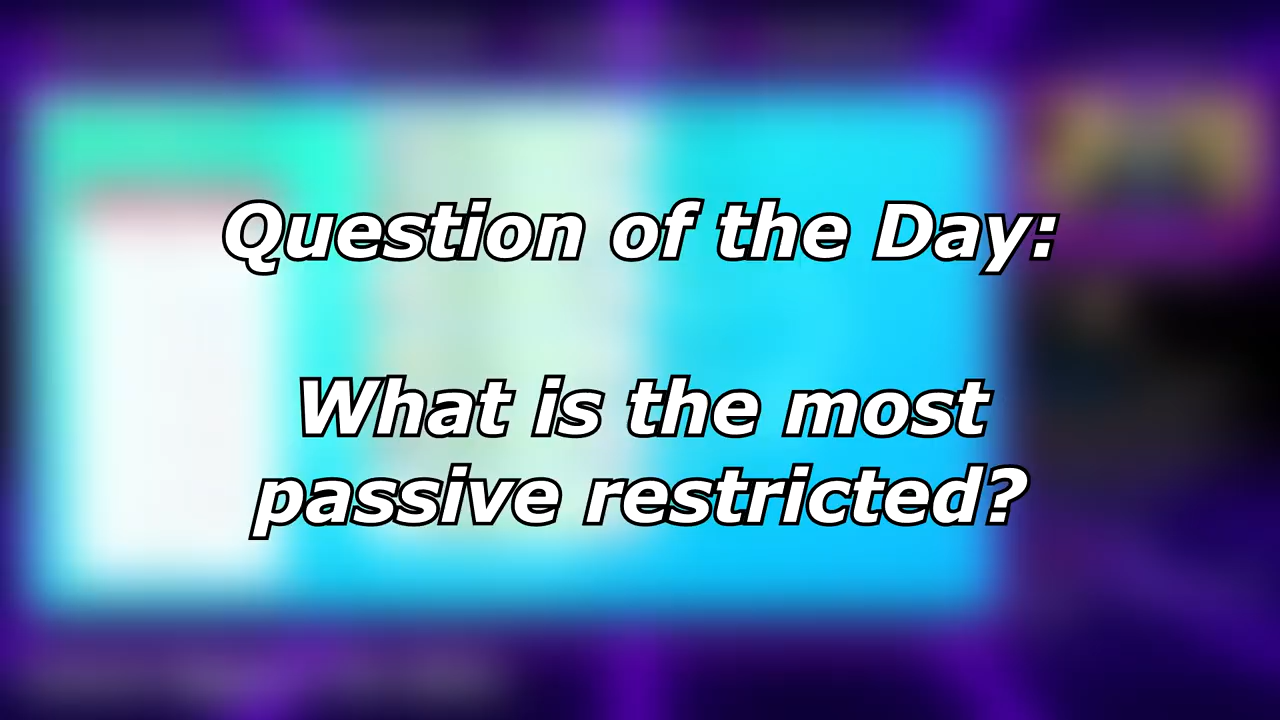 Question of the Day:
What is the most
passive restricted?